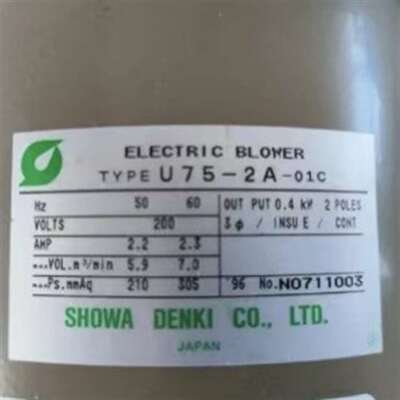 ELECTRIC BLOWER
TYPE U75-2A-01C
Hz 50 60 OUT PUT 0.4 kW 2 POLES
VOLTS 200 3φ / INSU E / CONT
AMP 2.2 2.3
VOL. m³/min 5.9 7.0
Ps. mmAq 210 305 '96 No. N0711003
SHOWA DENKI CO., LTD.
JAPAN